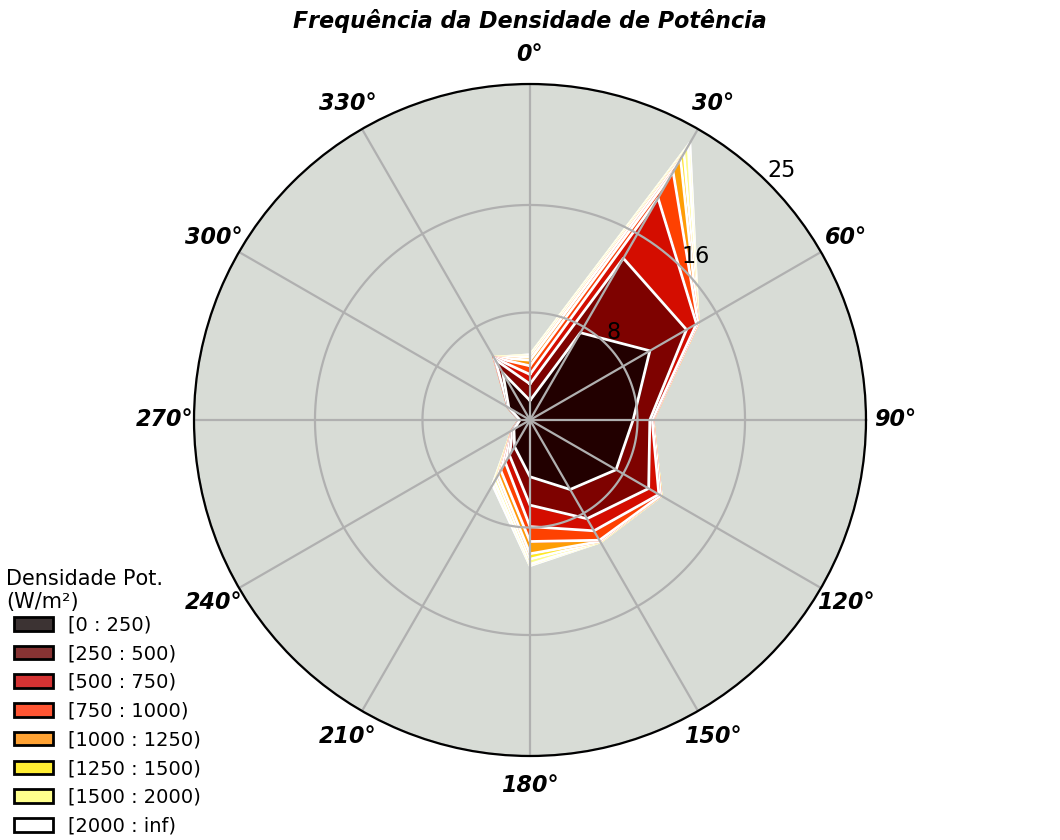 Frequência da Densidade de Potência
0°
330°
30°
25
300°
60°
16
8
270°
90°
240°
120°
210°
150°
180°
Densidade Pot.
(W/m²)
[0 : 250)
[250 : 500)
[500 : 750)
[750 : 1000)
[1000 : 1250)
[1250 : 1500)
[1500 : 2000)
[2000 : inf)